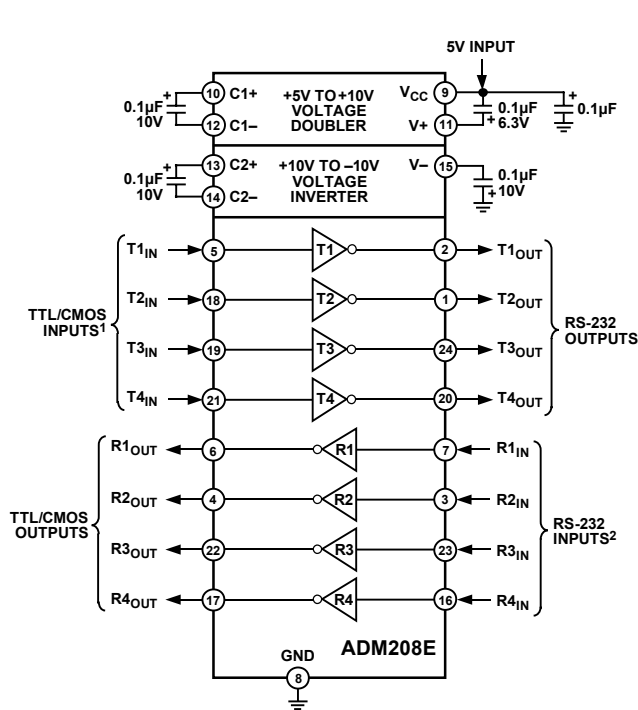 5V INPUT
0.1µF
10V
+
10
C1+
12
C1–
+5V TO +10V
VOLTAGE
DOUBLER
VCC
9
V+
11
+
0.1µF
6.3V
+
0.1µF
0.1µF
10V
+
13
C2+
14
C2–
+10V TO –10V
VOLTAGE
INVERTER
V–
15
+
0.1µF
10V
TTL/CMOS
INPUTS1
T1IN 5 T1 2 T1OUT
T2IN 18 T2 1 T2OUT
T3IN 19 T3 24 T3OUT
T4IN 21 T4 20 T4OUT
RS-232
OUTPUTS
TTL/CMOS
OUTPUTS
R1OUT 6 R1 7 R1IN
R2OUT 4 R2 3 R2IN
R3OUT 22 R3 23 R3IN
R4OUT 17 R4 16 R4IN
RS-232
INPUTS2
ADM208E
GND
8